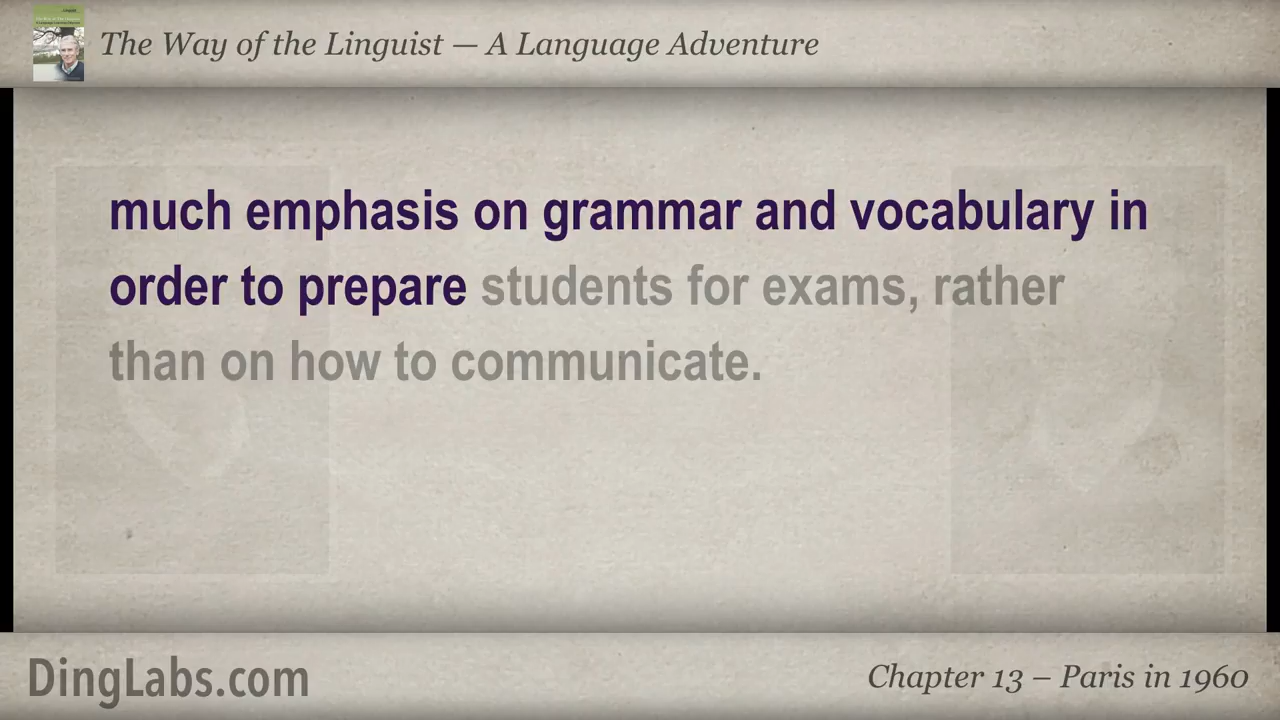 The Way of the Linguist — A Language Adventure
much emphasis on grammar and vocabulary in
order to prepare students for exams, rather
than on how to communicate.
DingLabs.com
Chapter 13 – Paris in 1960